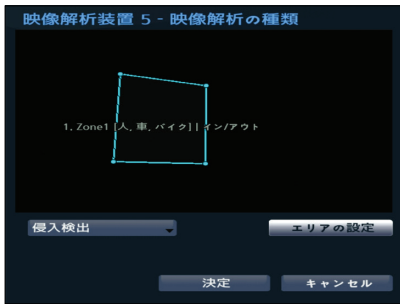 映像解析装置 5 - 映像解析の種類
1, Zone1 [人, 車, バイク] | イン/アウト
侵入検出
エリアの設定
決定
キャンセル